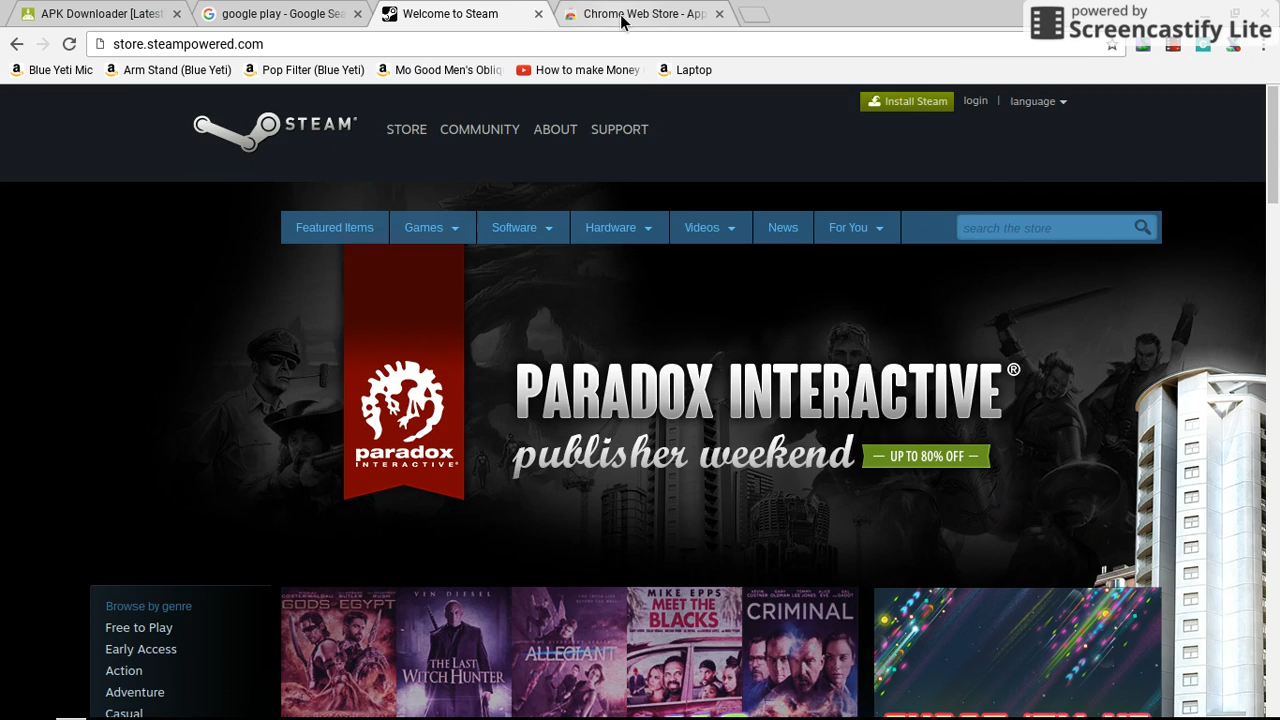 APK Downloader [Latest
google play - Google Sea
Welcome to Steam
Chrome Web Store - App
powered by
Screencastify Lite
store.steampowered.com
Blue Yeti Mic
Arm Stand (Blue Yeti)
Pop Filter (Blue Yeti)
Mo Good Men's Obliq
How to make Money
Laptop
Install Steam
login
language
STEAM
STORE
COMMUNITY
ABOUT
SUPPORT
Featured Items
Games
Software
Hardware
Videos
News
For You
search the store
PARADOX INTERACTIVE®
publisher weekend
UP TO 80% OFF
paradox
INTERACTIVE
Browse by genre
Free to Play
Early Access
Action
Adventure
Casual
GODS EGYPT
VIN DIESEL
THE LAST
WITCH HUNTER
ALLEGIANT
MIKE EPPS
MEET THE
BLACKS
CRIMINAL